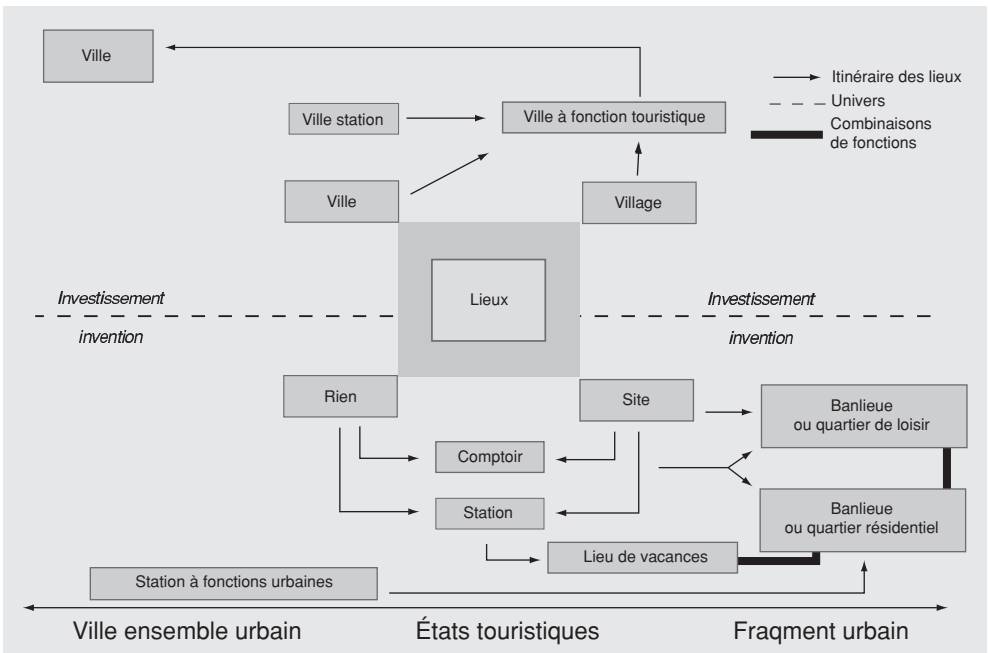 Ville
Ville station
Ville à fonction touristique
Itinéraire des lieux
Univers
Combinaisons
de fonctions
Ville
Village
Lieux
Investissement
invention
Investissement
invention
Rien
Site
Banlieue
ou quartier de loisir
Comptoir
Station
Banlieue
ou quartier résidentiel
Lieu de vacances
Station à fonctions urbaines
Ville ensemble urbain
États touristiques
Fraqment urbain